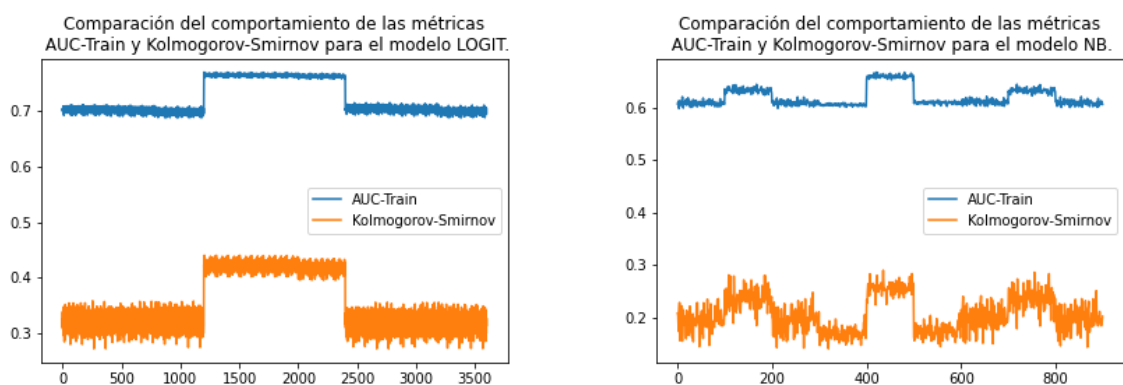 Comparación del comportamiento de las métricas
AUC-Train y Kolmogorov-Smirnov para el modelo LOGIT.
0.7
0.6
0.5
0.4
0.3
AUC-Train
Kolmogorov-Smirnov
0 500 1000 1500 2000 2500 3000 3500
Comparación del comportamiento de las métricas
AUC-Train y Kolmogorov-Smirnov para el modelo NB.
0.6
0.5
0.4
0.3
0.2
AUC-Train
Kolmogorov-Smirnov
0 200 400 600 800